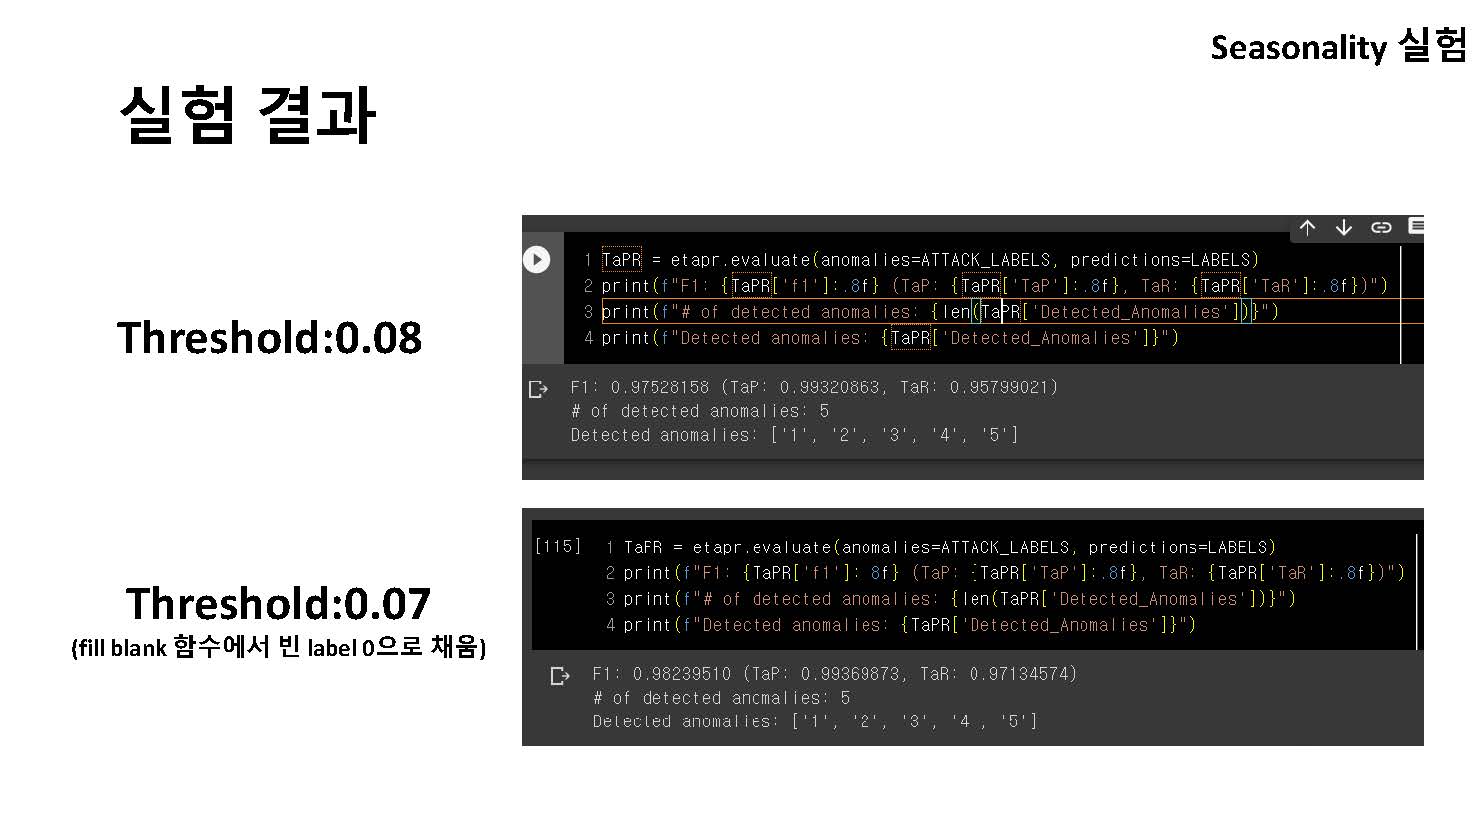 Seasonality 실험
실험 결과
Threshold:0.08
1 TaPR = etapr.evaluate(anomalies=ATTACK_LABELS, predictions=LABELS)
2 print(f"F1: {TaPR['f1']:.8f} (TaP: {TaPR['TaP']:.8f}, TaR: {TaPR['TaR']:.8f})")
3 print(f"# of detected anomalies: {len(TaPR['Detected_Anomalies'])}")
4 print(f"Detected anomalies: {TaPR['Detected_Anomalies']}")
F1: 0.97528158 (TaP: 0.99320863, TaR: 0.95799021)
# of detected anomalies: 5
Detected anomalies: ['1', '2', '3', '4', '5']
Threshold:0.07
(fill blank 함수에서 빈 label 0으로 채움)
[115] 1 TaPR = etapr.evaluate(anomalies=ATTACK_LABELS, predictions=LABELS)
2 print(f"F1: {TaPR['f1']:.8f} (TaP: {TaPR['TaP']:.8f}, TaR: {TaPR['TaR']:.8f})")
3 print(f"# of detected anomalies: {len(TaPR['Detected_Anomalies'])}")
4 print(f"Detected anomalies: {TaPR['Detected_Anomalies']}")
F1: 0.98239510 (TaP: 0.99369873, TaR: 0.97134574)
# of detected anomalies: 5
Detected anomalies: ['1', '2', '3', '4', '5']